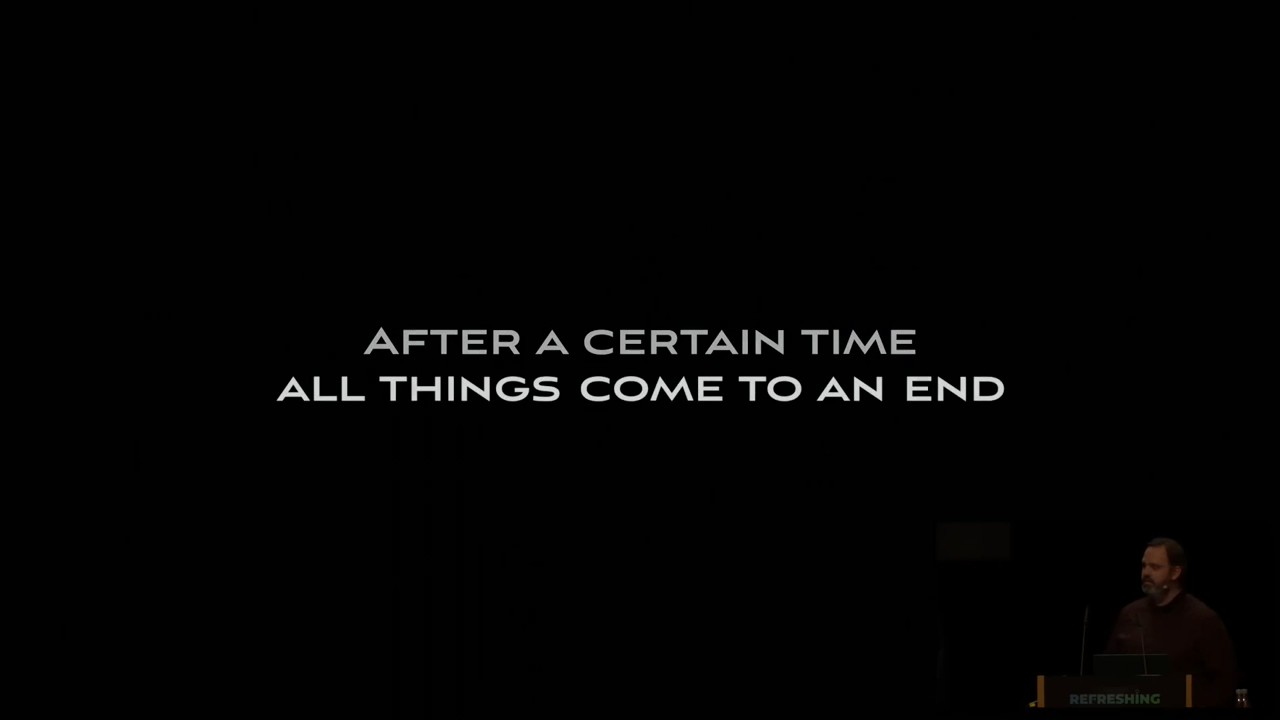 AFTER A CERTAIN TIME
ALL THINGS COME TO AN END
REFRESHING